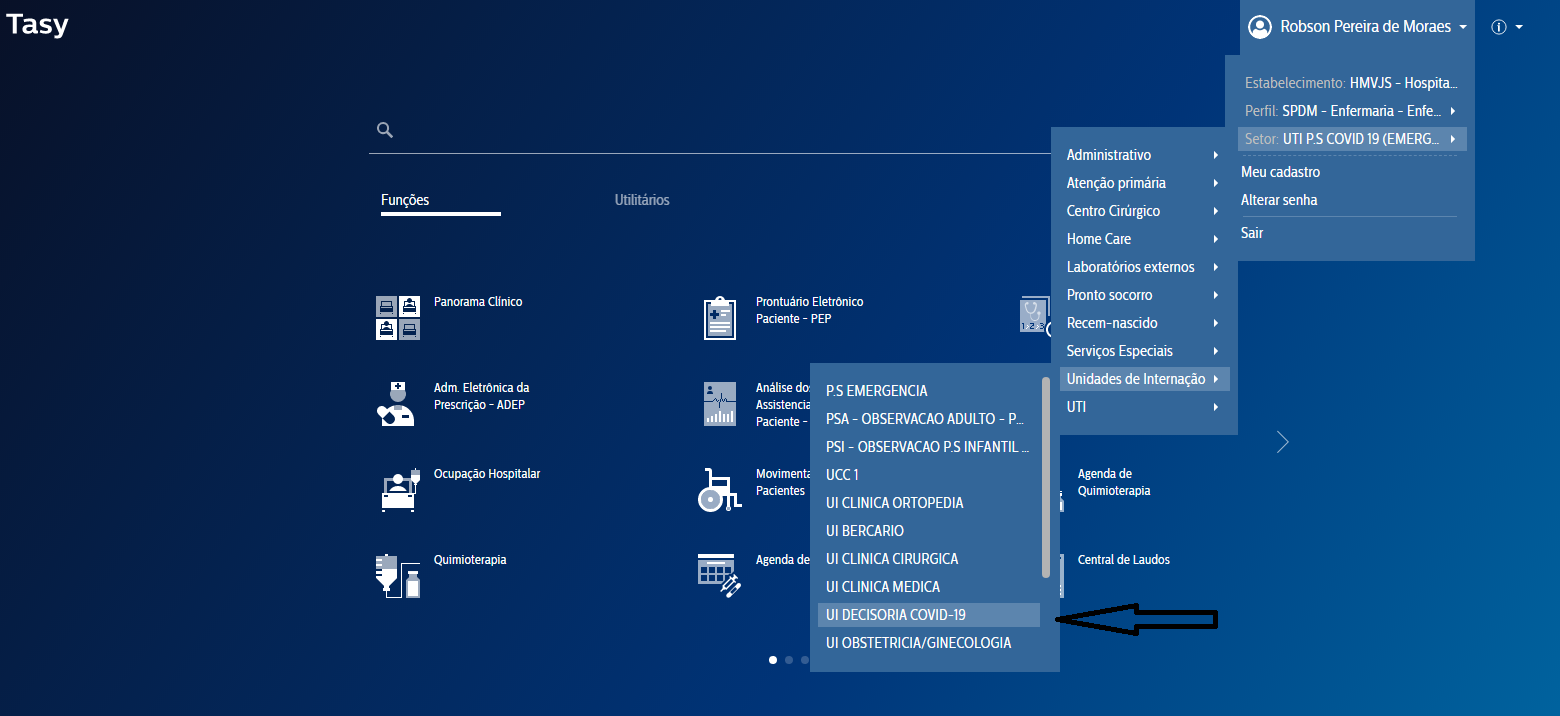 Tasy
Robson Pereira de Moraes
Estabelecimento: HMVJS - Hospita...
Perfil: SPDM - Enfermaria - Enfe...
Setor: UTI P.S COVID 19 (EMERG...
Meu cadastro
Alterar senha
Sair
Administrativo
Atenção primária
Centro Cirúrgico
Home Care
Laboratórios externos
Pronto socorro
Recem-nascido
Serviços Especiais
Unidades de Internação
UTI
P.S EMERGENCIA
PSA - OBSERVACAO ADULTO - P...
PSI - OBSERVACAO P.S INFANTIL ...
UCC 1
UI CLINICA ORTOPEDIA
UI BERCARIO
UI CLINICA CIRURGICA
UI CLINICA MEDICA
UI DECISORIA COVID-19
UI OBSTETRICIA/GINECOLOGIA
Funções
Utilitários
Panorama Clínico
Prontuário Eletrônico
Paciente - PEP
1 2 3
Adm. Eletrônica da
Prescrição - ADEP
Análise dos
Assistencia
Paciente -
Ocupação Hospitalar
Movimenta
Pacientes
Agenda de
Quimioterapia
Quimioterapia
Agenda de
Central de Laudos